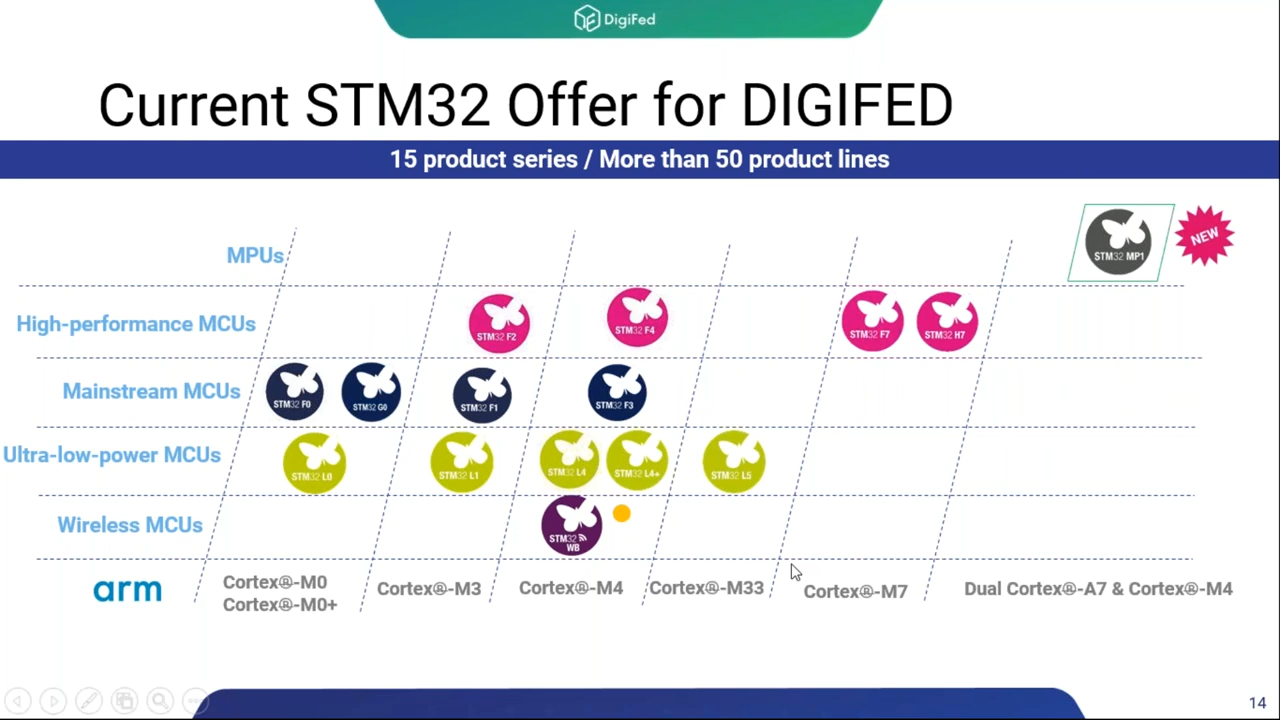 DigiFed
Current STM32 Offer for DIGIFED
15 product series / More than 50 product lines
MPUs
STM32 MP1
NEW
High-performance MCUs
STM32 F2
STM32 F4
STM32 F7
STM32 H7
Mainstream MCUs
STM32 F0
STM32 G0
STM32 F1
STM32 F3
Ultra-low-power MCUs
STM32 L0
STM32 L1
STM32 L4
STM32 L4+
STM32 L5
Wireless MCUs
STM32
WB
arm
Cortex®-M0
Cortex®-M0+
Cortex®-M3
Cortex®-M4
Cortex®-M33
Cortex®-M7
Dual Cortex®-A7 & Cortex®-M4
14